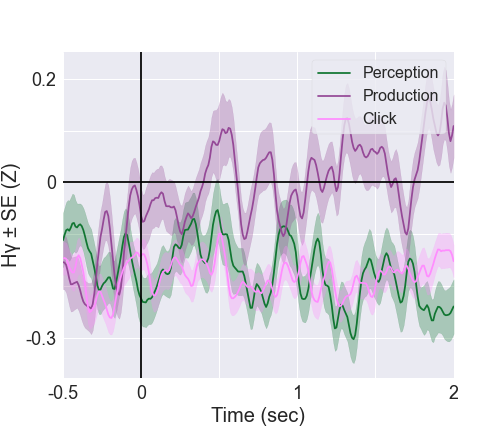 Perception
Production
Click
0.2
0
-0.3
Hγ ± SE (Z)
-0.5
0
1
2
Time (sec)